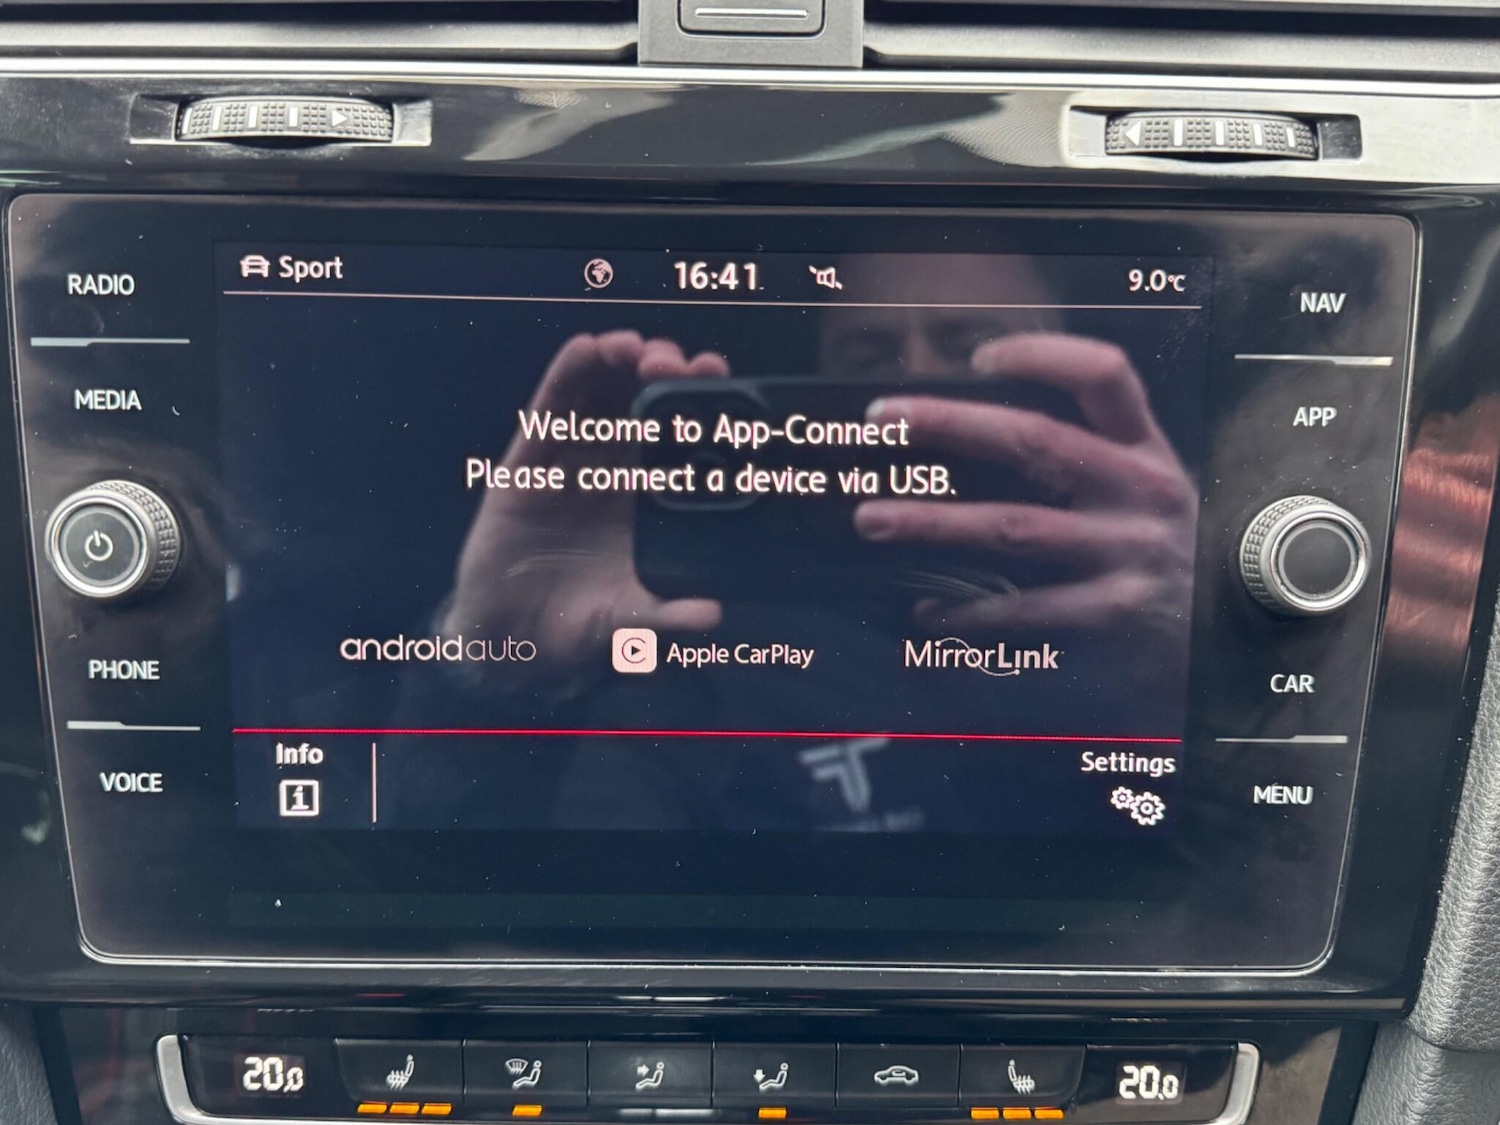 Sport 16:41 9.0°C
RADIO
NAV
MEDIA
APP
Welcome to App-Connect
Please connect a device via USB.
androidauto Apple CarPlay MirrorLink
PHONE
CAR
Info
Settings
VOICE
MENU
20.0 20.0